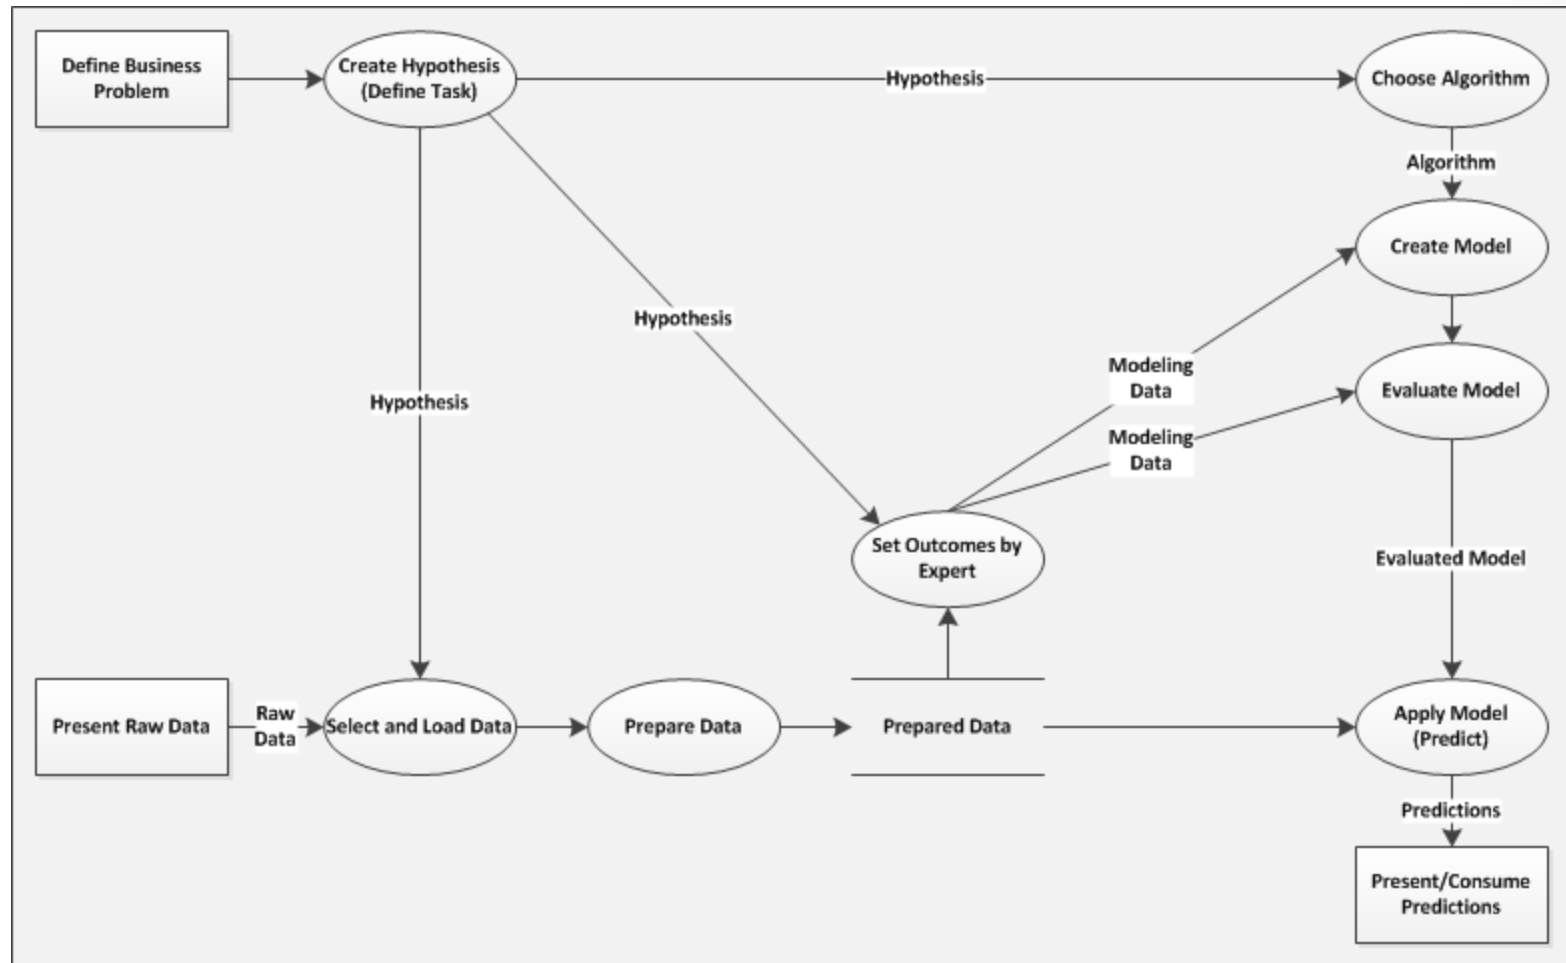 Define Business
Problem
Create Hypothesis
(Define Task)
Hypothesis
Choose Algorithm
Algorithm
Create Model
Hypothesis
Modeling
Data
Evaluate Model
Hypothesis
Modeling
Data
Set Outcomes by
Expert
Evaluated Model
Present Raw Data
Raw
Data
Select and Load Data
Prepare Data
Prepared Data
Apply Model
(Predict)
Predictions
Present/Consume
Predictions